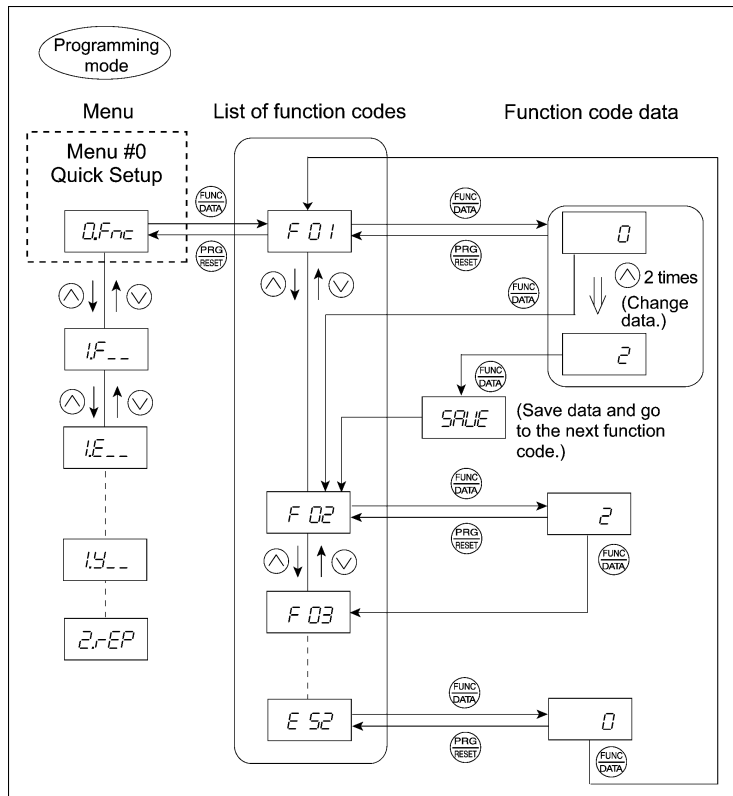 Programming
mode
Menu
List of function codes
Function code data
Menu #0
Quick Setup
FUNC
DATA
PRG
RESET
0.Fnc
F 01
FUNC
DATA
PRG
RESET
0
FUNC
DATA
2 times
(Change
data.)
1.F__
2
FUNC
DATA
SAVE
(Save data and go
to the next function
code.)
1.E__
F 02
FUNC
DATA
PRG
RESET
2
1.y__
FUNC
DATA
F 03
2.rEP
E 52
FUNC
DATA
PRG
RESET
0
FUNC
DATA